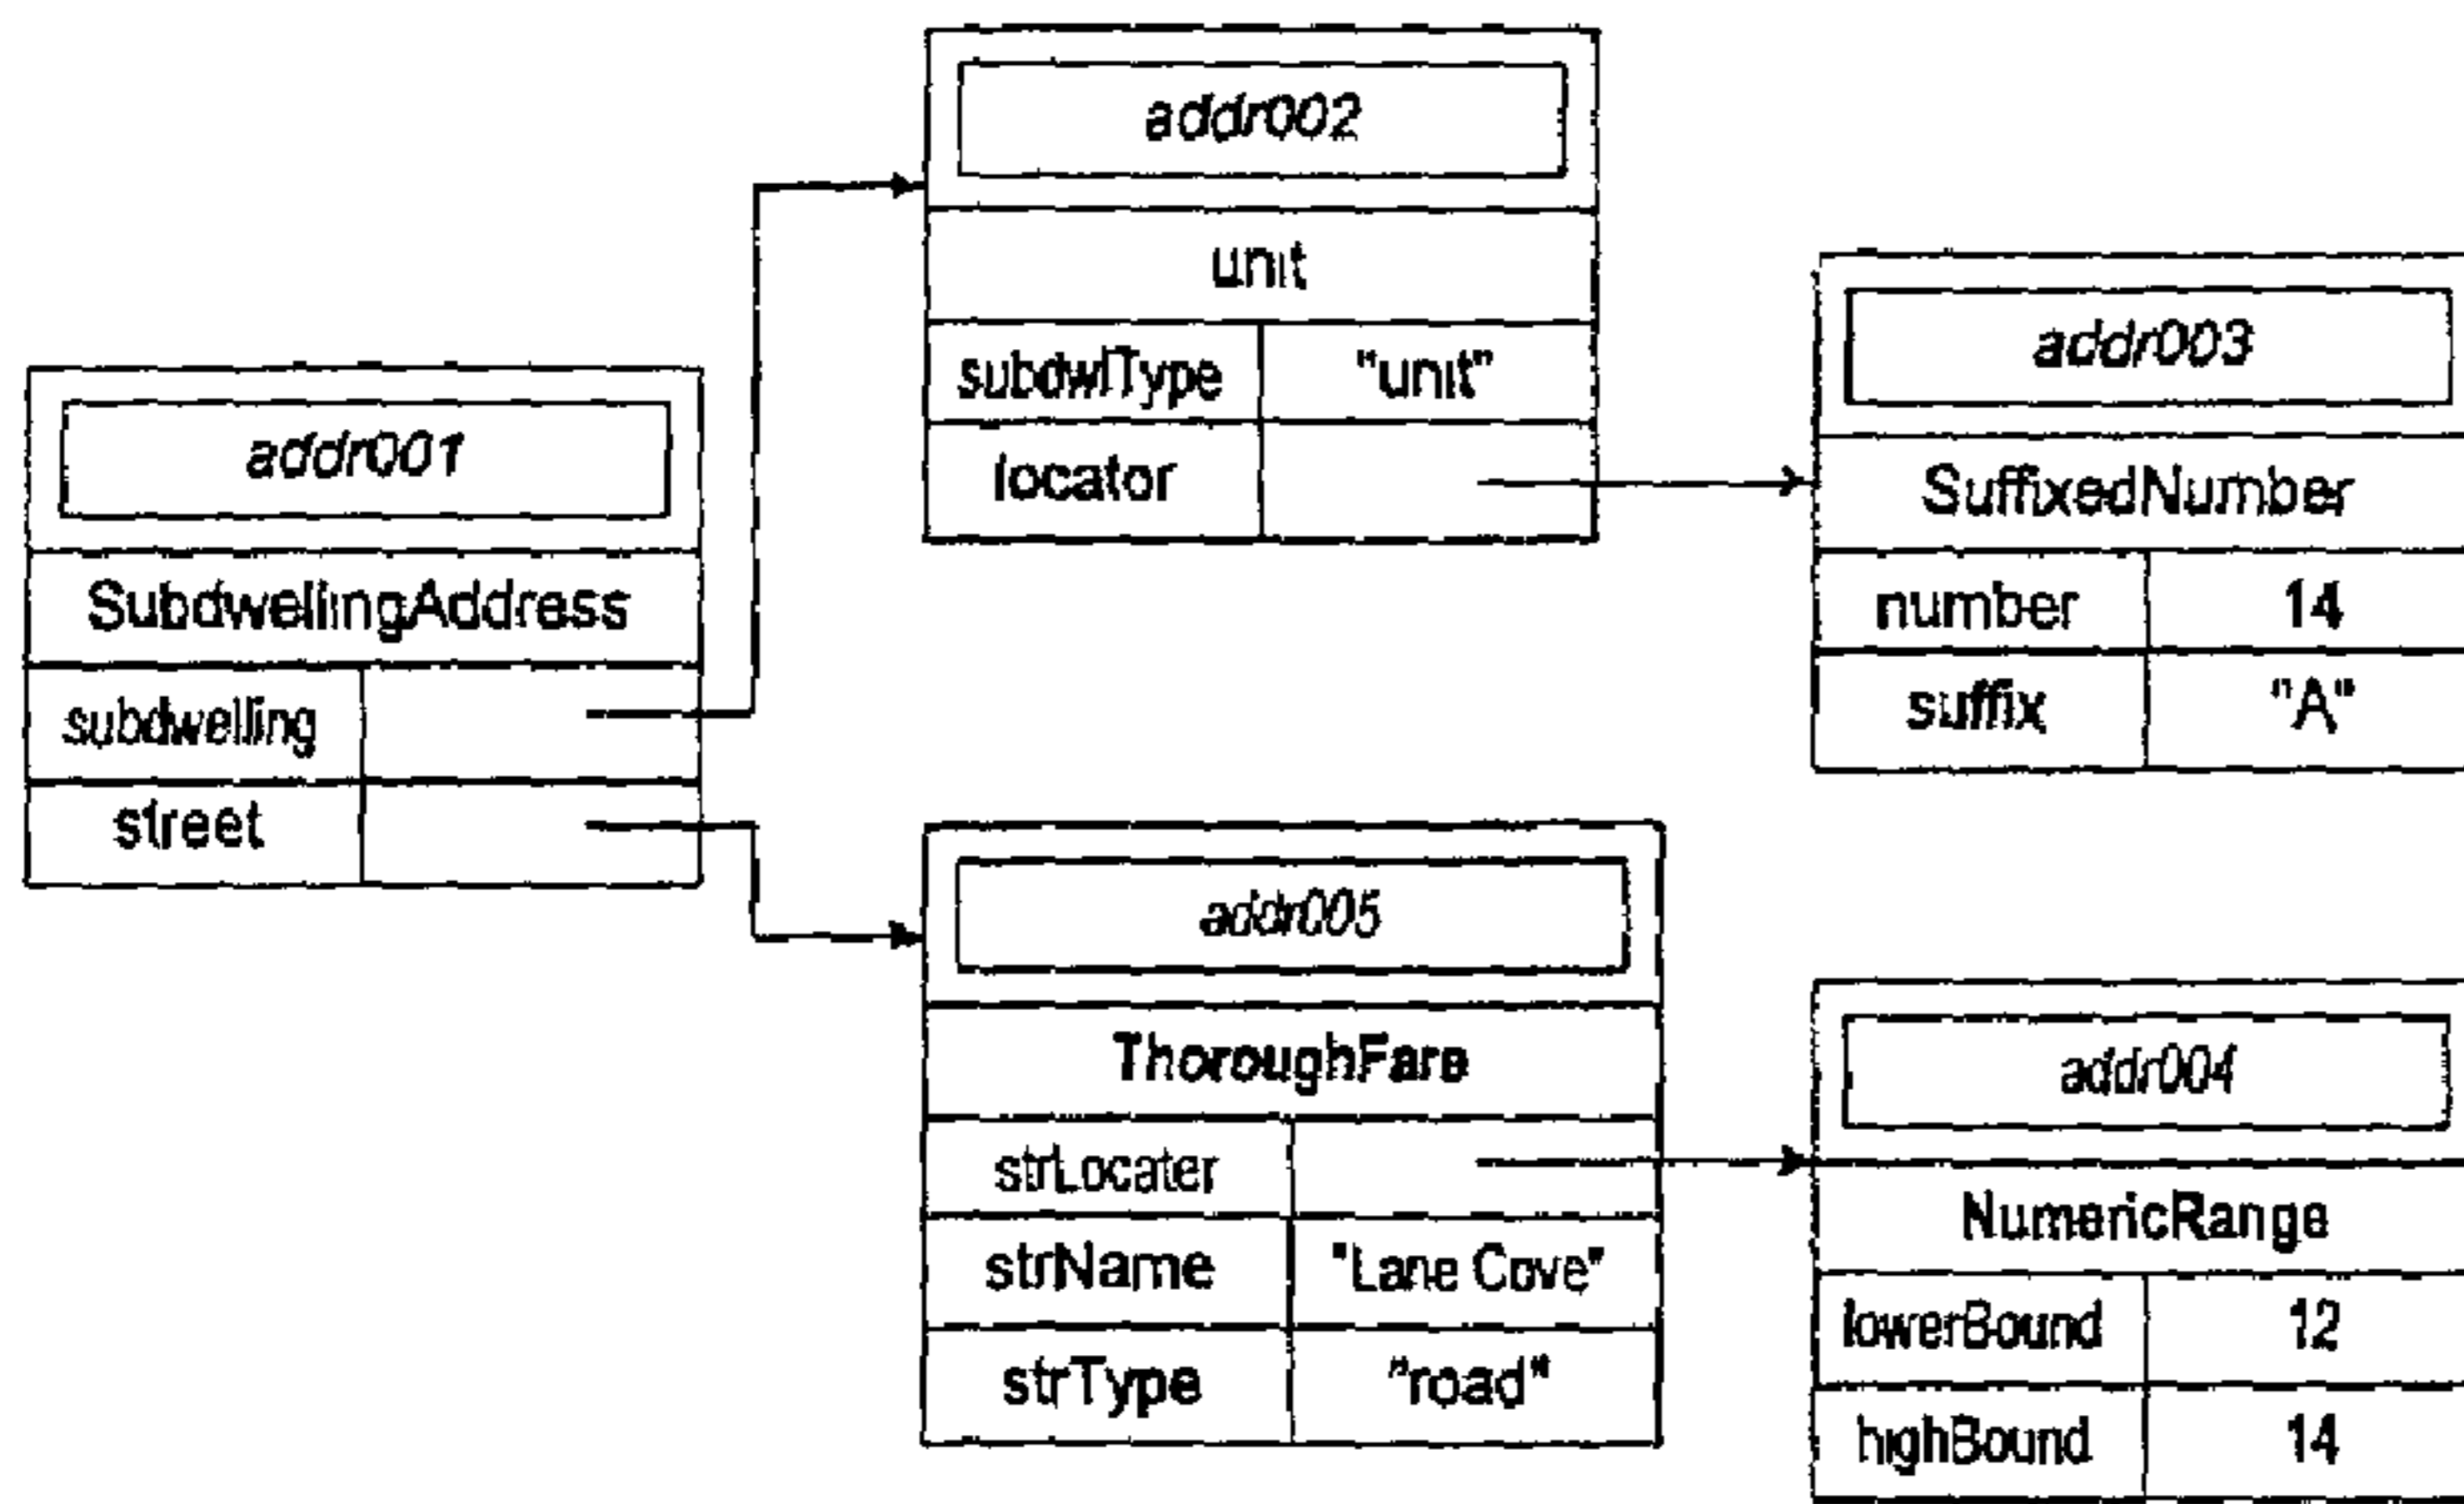 addr001
SubdwellingAddress
subdwelling
street
addr002
unit
subdwlType "unit"
locator
addr003
SuffixedNumber
number 14
suffix "A"
addr005
ThoroughFare
strLocater
strName "Lane Cove"
strType "road"
addr004
NumericRange
lowerBound 12
highBound 14